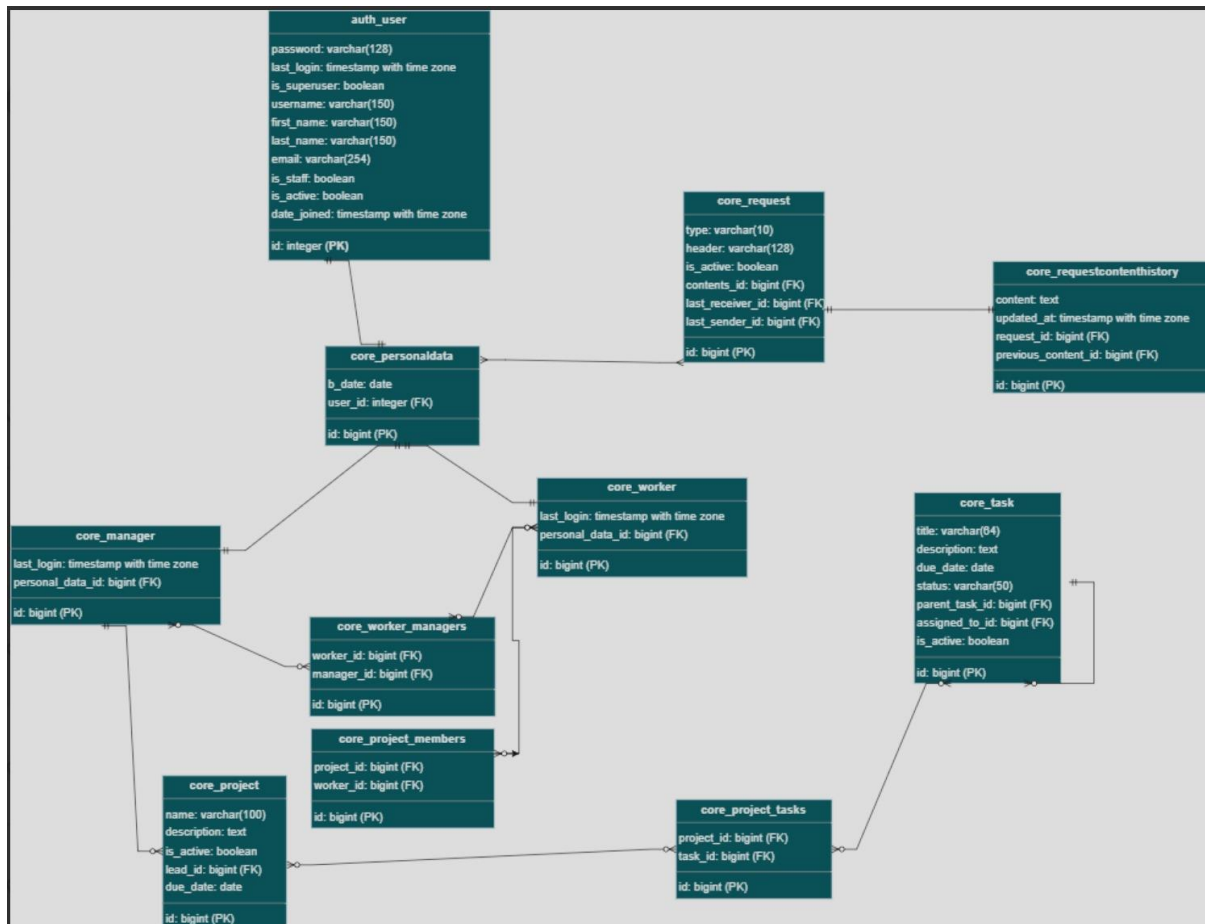 auth_user
password: varchar(128)
last_login: timestamp with time zone
is_superuser: boolean
username: varchar(150)
first_name: varchar(150)
last_name: varchar(150)
email: varchar(254)
is_staff: boolean
is_active: boolean
date_joined: timestamp with time zone
id: integer (PK)
core_request
type: varchar(10)
header: varchar(128)
is_active: boolean
contents_id: bigint (FK)
last_receiver_id: bigint (FK)
last_sender_id: bigint (FK)
id: bigint (PK)
core_requestcontenthistory
content: text
updated_at: timestamp with time zone
request_id: bigint (FK)
previous_content_id: bigint (FK)
id: bigint (PK)
core_personaldata
b_date: date
user_id: integer (FK)
id: bigint (PK)
core_worker
last_login: timestamp with time zone
personal_data_id: bigint (FK)
id: bigint (PK)
core_task
title: varchar(64)
description: text
due_date: date
status: varchar(50)
parent_task_id: bigint (FK)
assigned_to_id: bigint (FK)
is_active: boolean
id: bigint (PK)
core_manager
last_login: timestamp with time zone
personal_data_id: bigint (FK)
id: bigint (PK)
core_worker_managers
worker_id: bigint (FK)
manager_id: bigint (FK)
id: bigint (PK)
core_project_members
project_id: bigint (FK)
worker_id: bigint (FK)
id: bigint (PK)
core_project
name: varchar(100)
description: text
is_active: boolean
lead_id: bigint (FK)
due_date: date
id: bigint (PK)
core_project_tasks
project_id: bigint (FK)
task_id: bigint (FK)
id: bigint (PK)